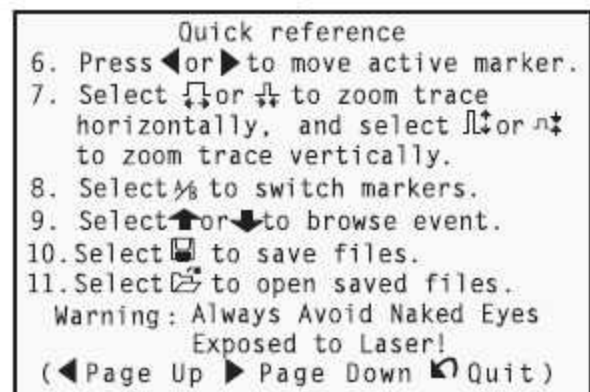 Quick reference
6. Press ◀ or ▶ to move active marker.
7. Select or to zoom trace
horizontally, and select or
to zoom trace vertically.
8. Select A/B to switch markers.
9. Select ⬆ or ⬇ to browse event.
10. Select to save files.
11. Select to open saved files.
Warning: Always Avoid Naked Eyes
Exposed to Laser!
(◀ Page Up ▶ Page Down ↶ Quit)